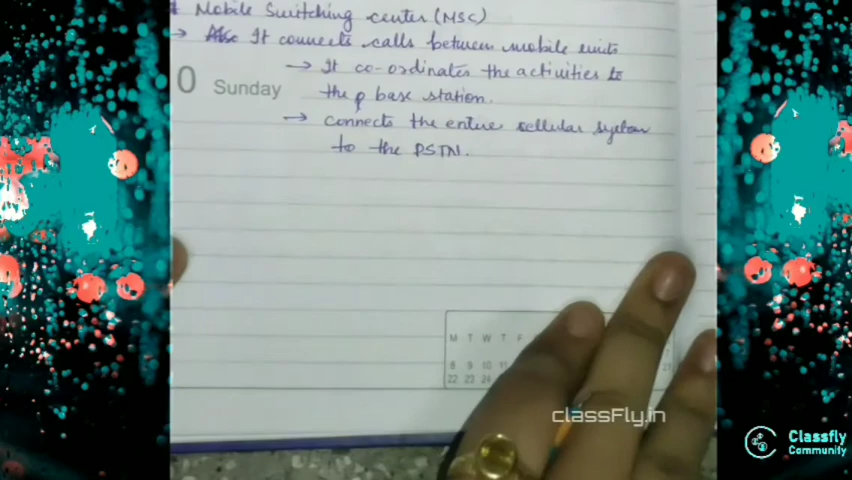 Mobile Switching center (MSC)
→ It connects calls between mobile units
→ It co-ordinates the activities to
0 Sunday
the base station.
→ connects the entire cellular system
to the PSTN.
M T W T F
8 9 10 11
22 23 24
23
classFly.in
Classfly
Community